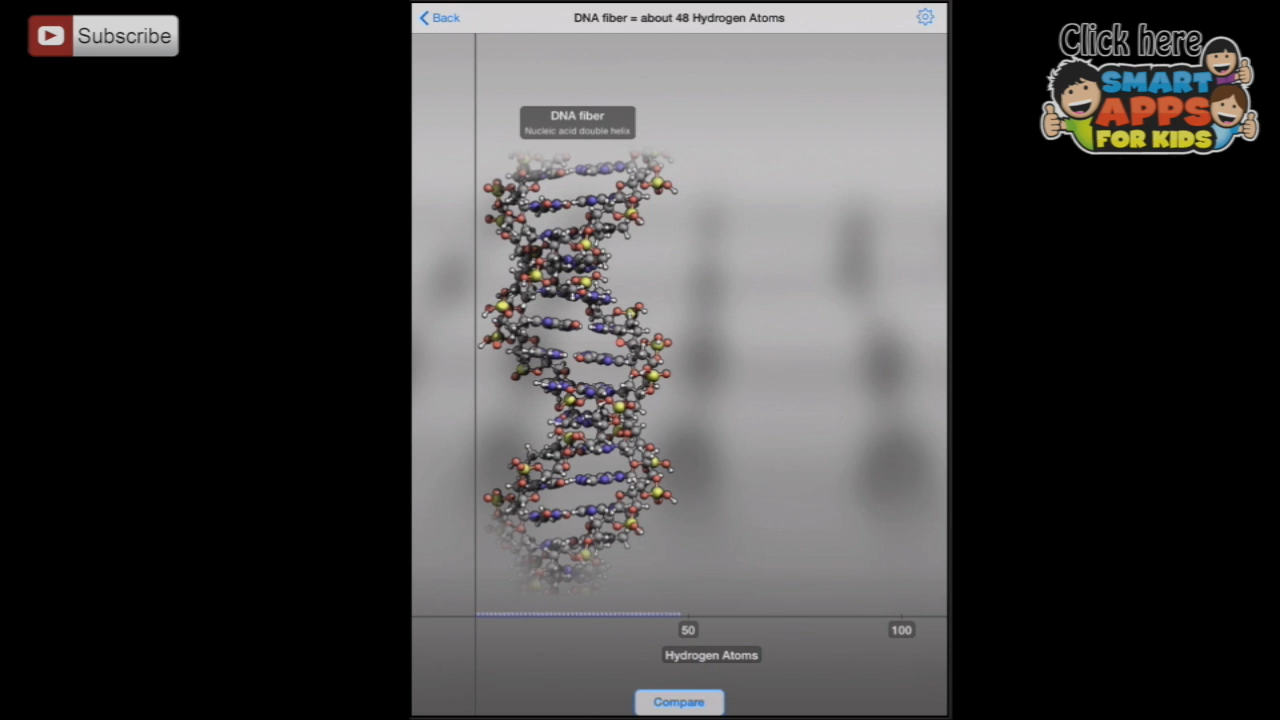 Subscribe
Back
DNA fiber = about 48 Hydrogen Atoms
Click here
SMART
APPS
FOR KIDS
DNA fiber
Nucleic acid double helix
50
100
Hydrogen Atoms
Compare